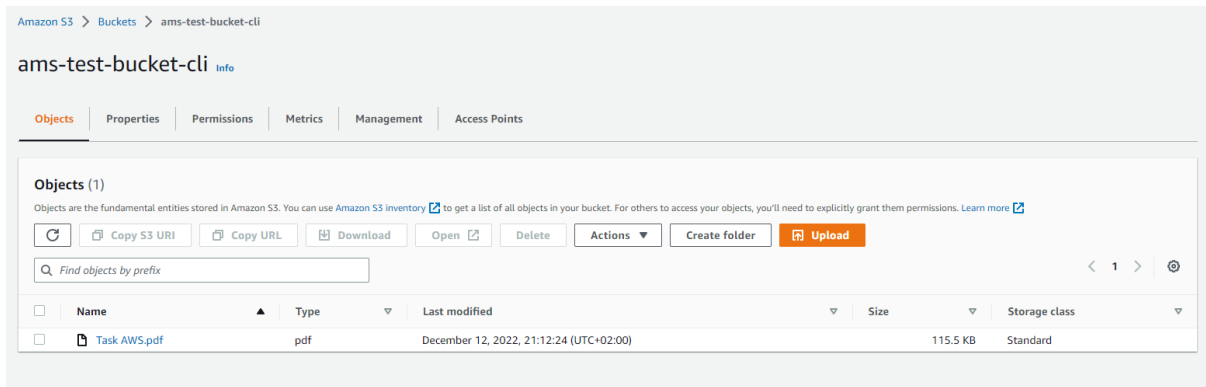 Amazon S3 > Buckets > ams-test-bucket-cli
ams-test-bucket-cli Info
Objects Properties Permissions Metrics Management Access Points
Objects (1)
Objects are the fundamental entities stored in Amazon S3. You can use Amazon S3 inventory to get a list of all objects in your bucket. For others to access your objects, you'll need to explicitly grant them permissions. Learn more
Copy S3 URI Copy URL Download Open Delete Actions Create folder Upload
Find objects by prefix
< 1 >
Name Type Last modified Size Storage class
Task AWS.pdf pdf December 12, 2022, 21:12:24 (UTC+02:00) 115.5 KB Standard